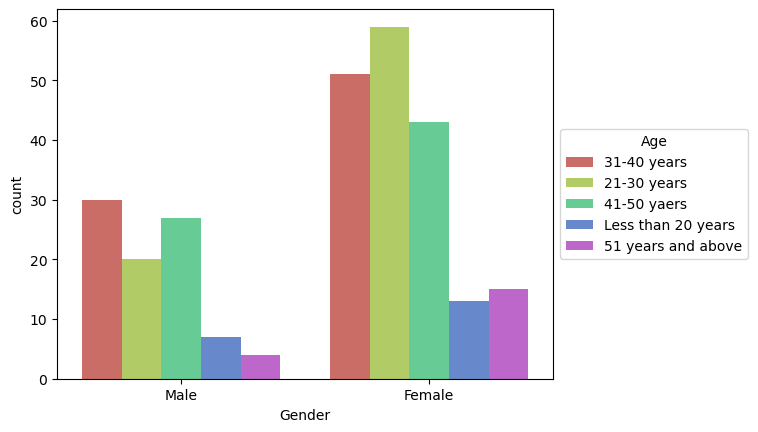 60
50
40
30
20
10
0
count
Male
Female
Gender
Age
31-40 years
21-30 years
41-50 yaers
Less than 20 years
51 years and above